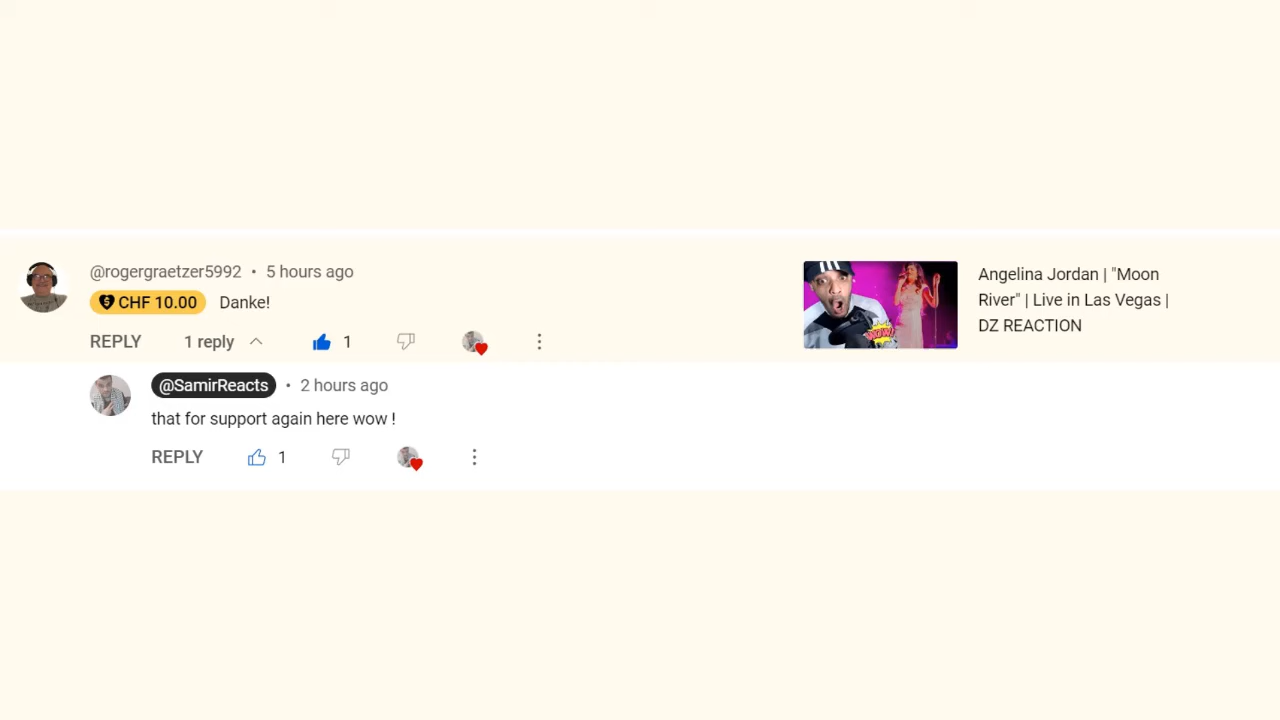 @rogergraetzer5992 • 5 hours ago
CHF 10.00 Danke!
REPLY 1 reply 1
@SamirReacts • 2 hours ago
that for support again here wow !
REPLY 1
WOW!
Angelina Jordan | "Moon
River" | Live in Las Vegas |
DZ REACTION